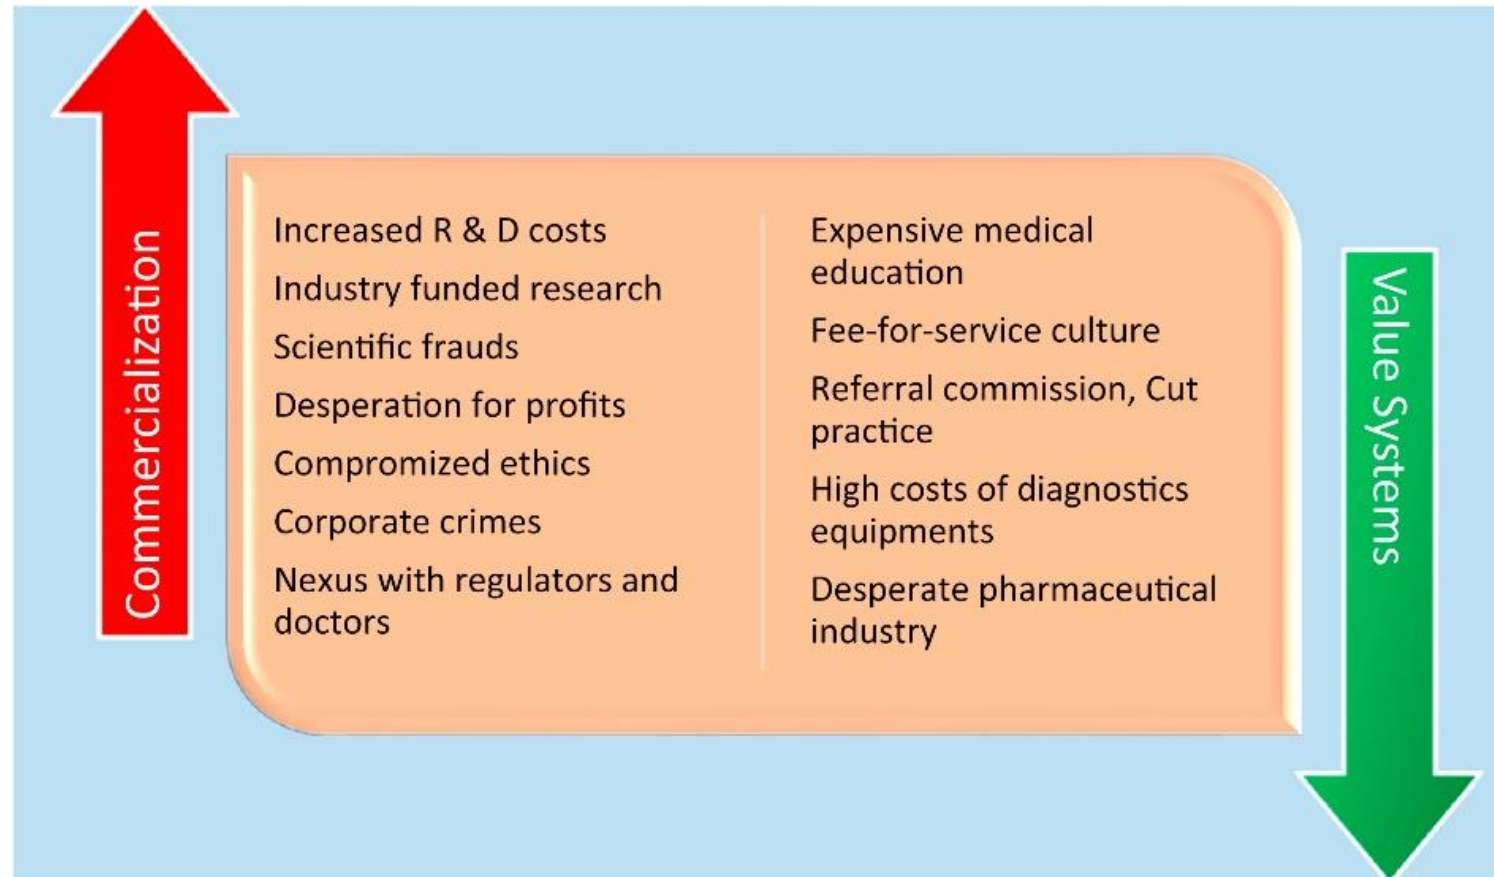 Commercialization
Increased R & D costs
Industry funded research
Scientific frauds
Desperation for profits
Compromized ethics
Corporate crimes
Nexus with regulators and
doctors
Expensive medical
education
Fee-for-service culture
Referral commission, Cut
practice
High costs of diagnostics
equipments
Desperate pharmaceutical
industry
Value Systems